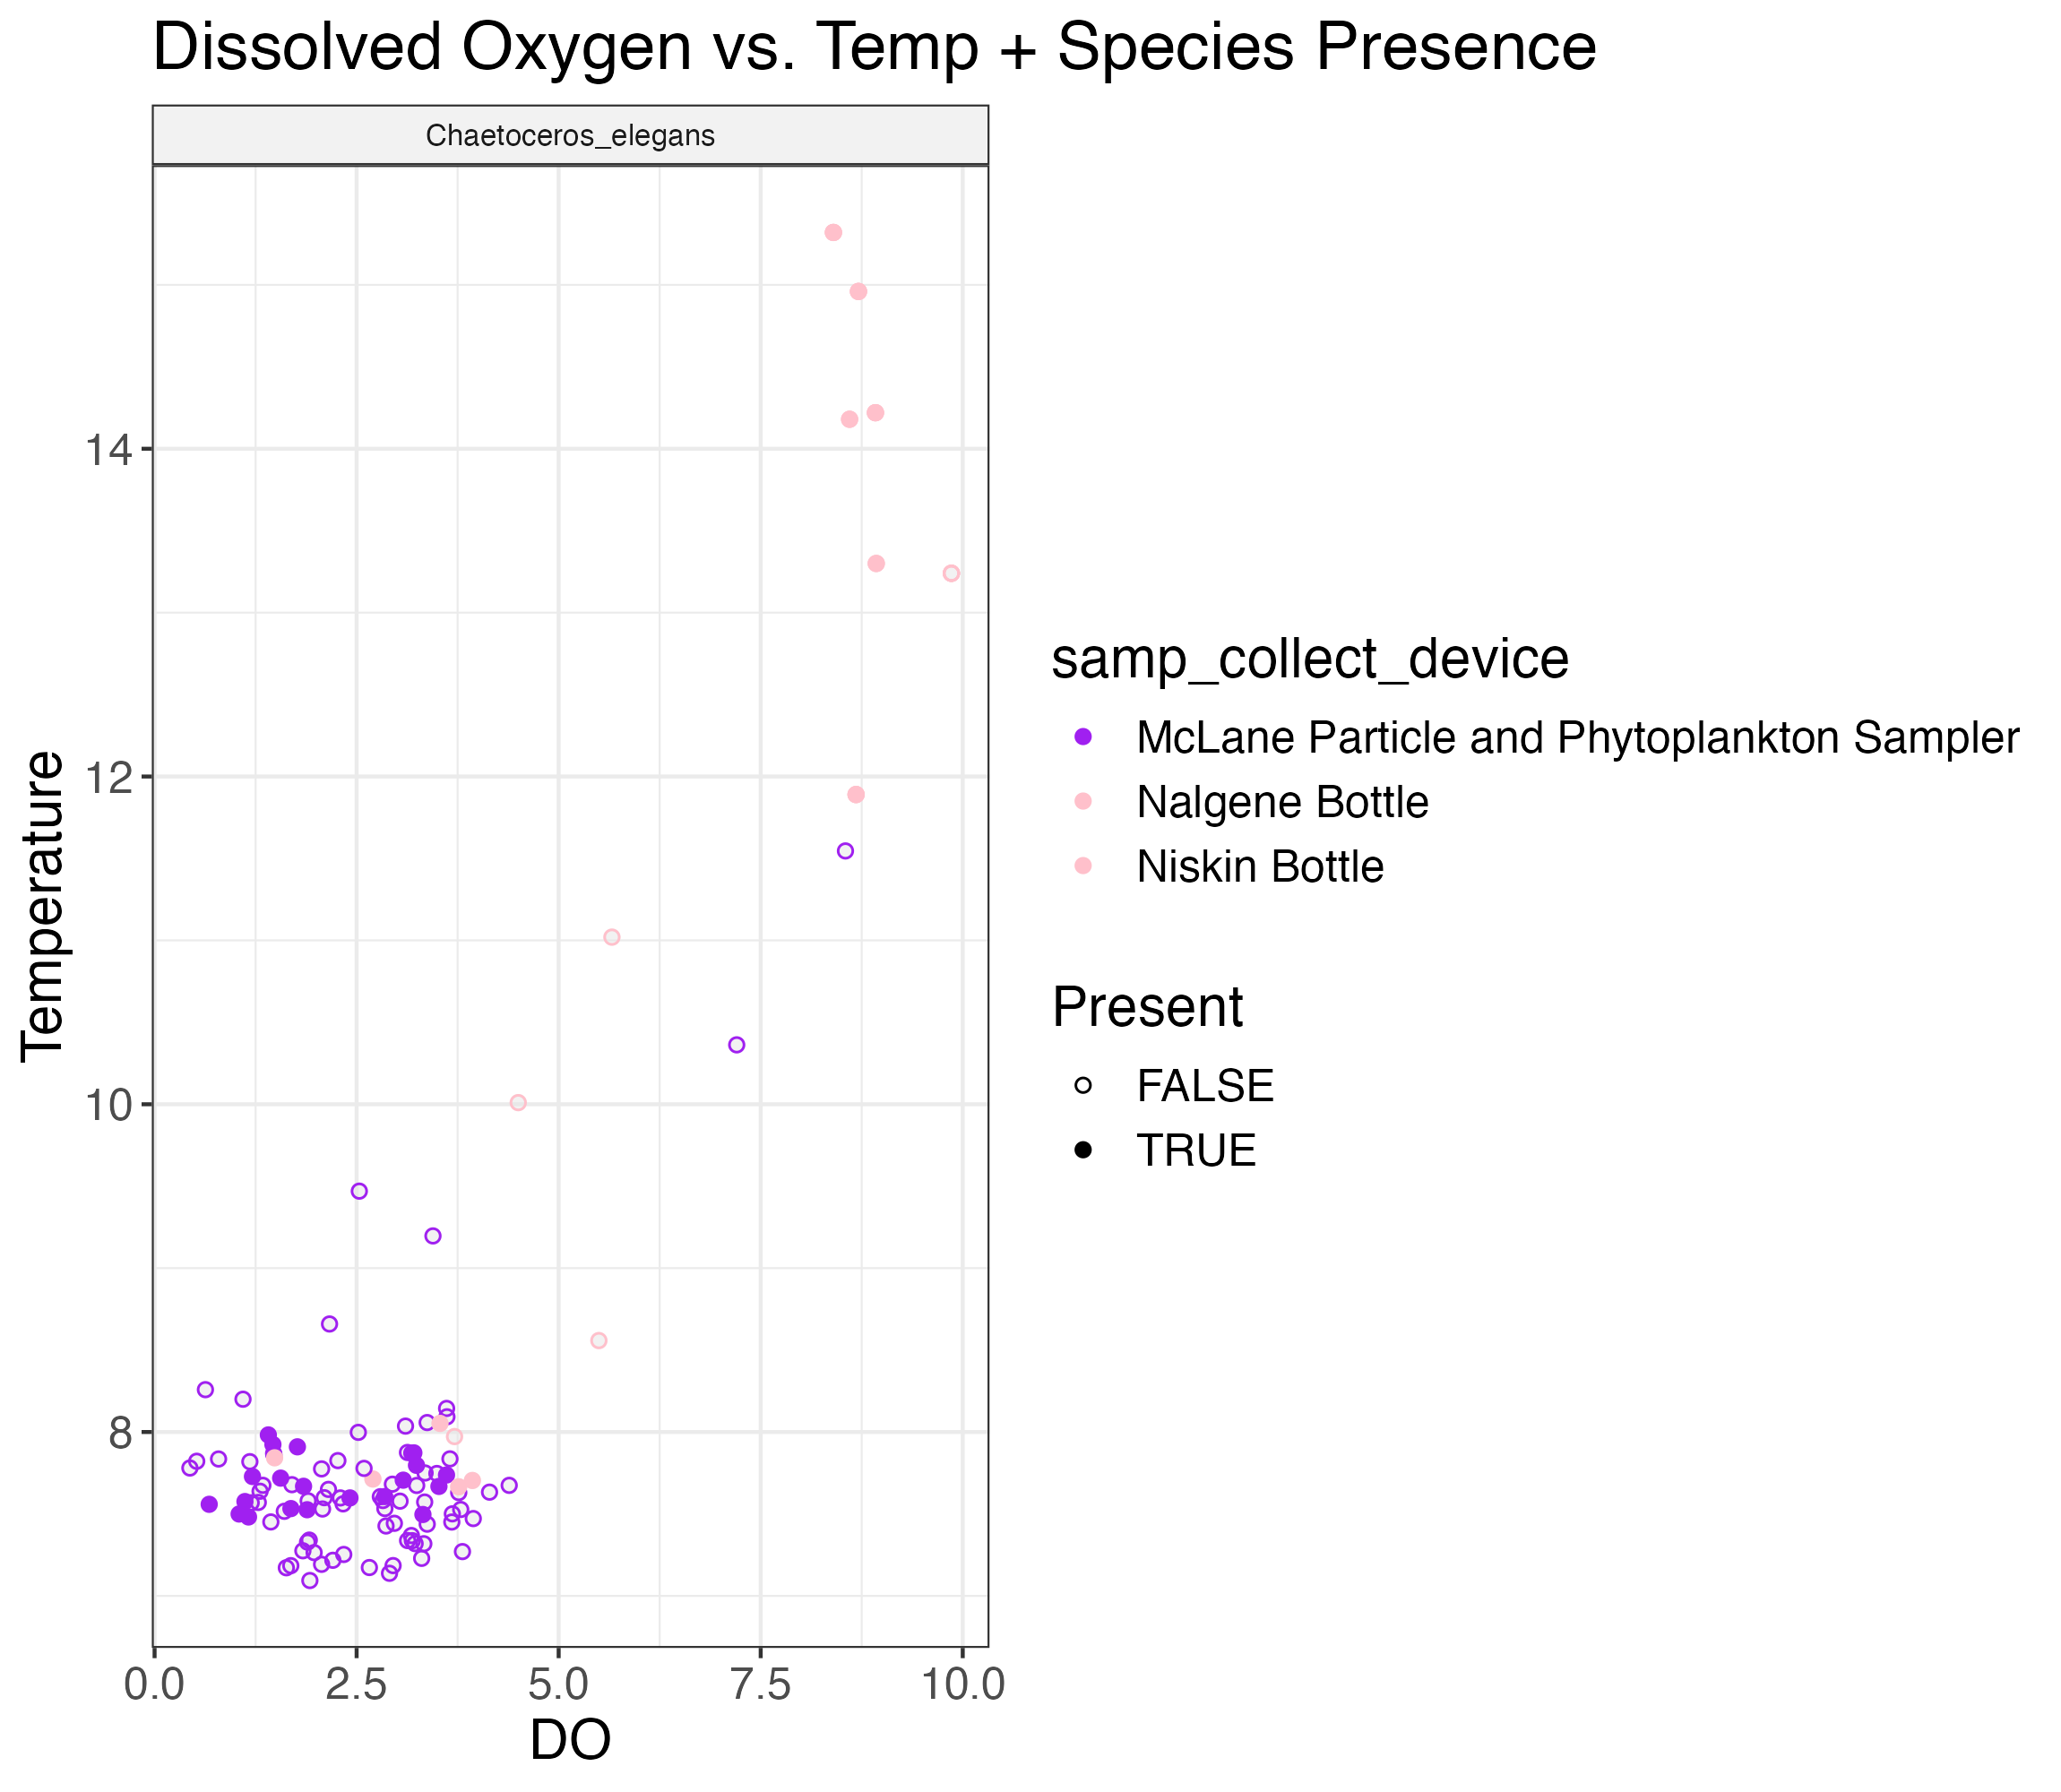 Dissolved Oxygen vs. Temp + Species Presence
Chaetoceros_elegans
14
12
10
8
Temperature
0.0 2.5 5.0 7.5 10.0
DO
samp_collect_device
McLane Particle and Phytoplankton Sampler
Nalgene Bottle
Niskin Bottle
Present
FALSE
TRUE